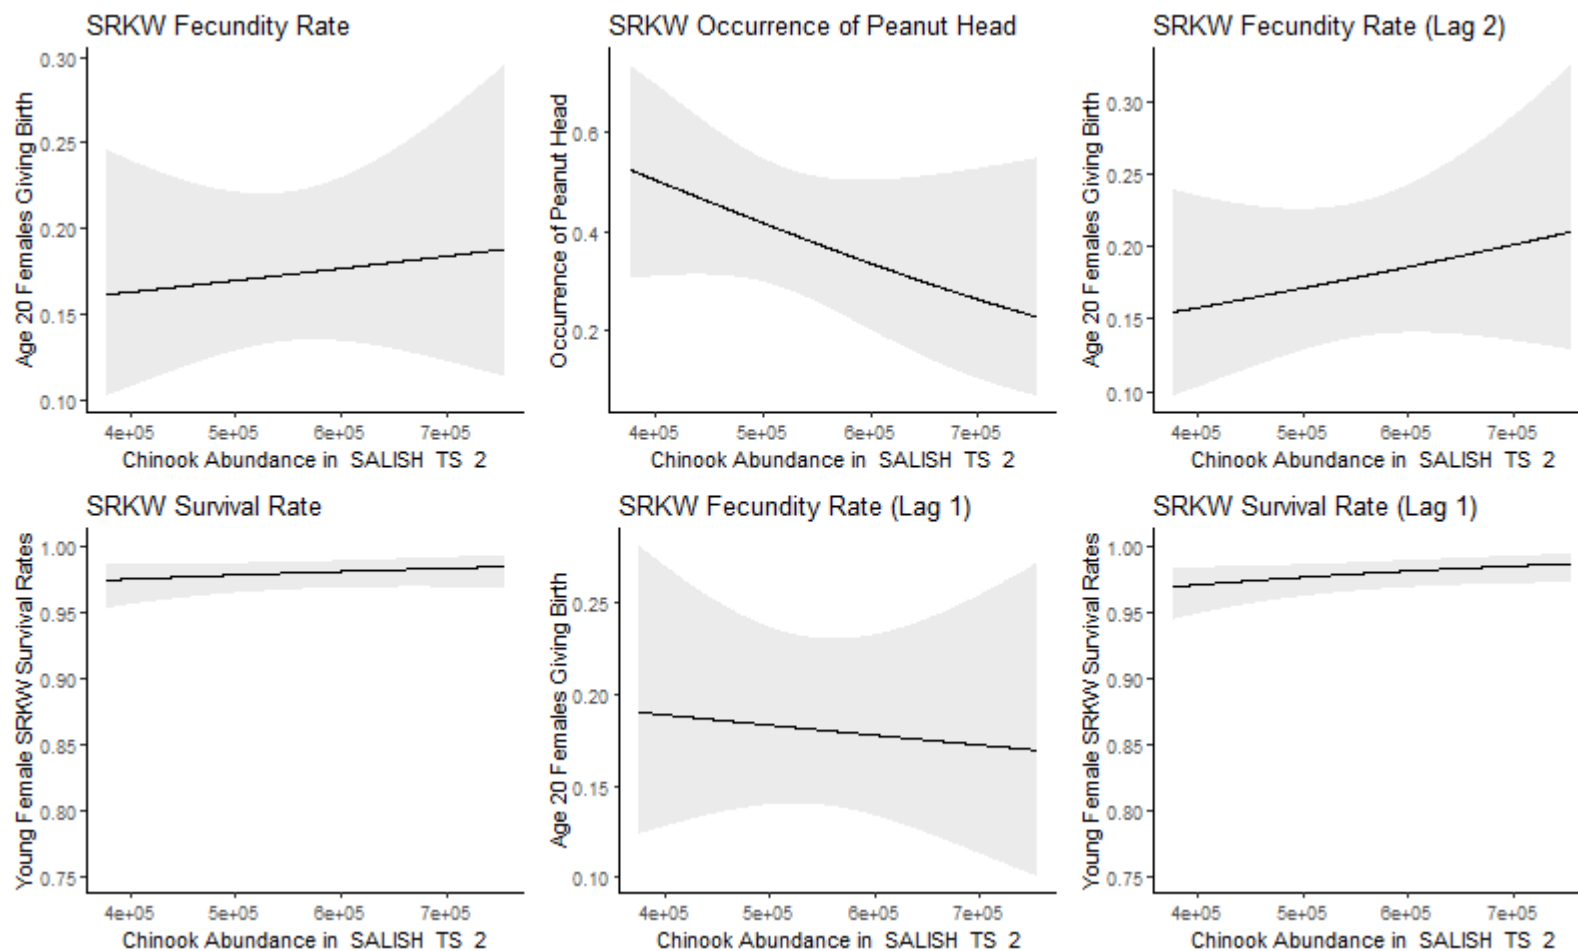 SRKW Fecundity Rate
Age 20 Females Giving Birth
0.30
0.25
0.20
0.15
0.10
4e+05 5e+05 6e+05 7e+05
Chinook Abundance in SALISH TS 2
SRKW Occurrence of Peanut Head
Occurrence of Peanut Head
0.6
0.4
0.2
4e+05 5e+05 6e+05 7e+05
Chinook Abundance in SALISH TS 2
SRKW Fecundity Rate (Lag 2)
Age 20 Females Giving Birth
0.30
0.25
0.20
0.15
0.10
4e+05 5e+05 6e+05 7e+05
Chinook Abundance in SALISH TS 2
SRKW Survival Rate
Young Female SRKW Survival Rates
1.00
0.95
0.90
0.85
0.80
0.75
4e+05 5e+05 6e+05 7e+05
Chinook Abundance in SALISH TS 2
SRKW Fecundity Rate (Lag 1)
Age 20 Females Giving Birth
0.25
0.20
0.15
0.10
4e+05 5e+05 6e+05 7e+05
Chinook Abundance in SALISH TS 2
SRKW Survival Rate (Lag 1)
Young Female SRKW Survival Rates
1.00
0.95
0.90
0.85
0.80
0.75
4e+05 5e+05 6e+05 7e+05
Chinook Abundance in SALISH TS 2